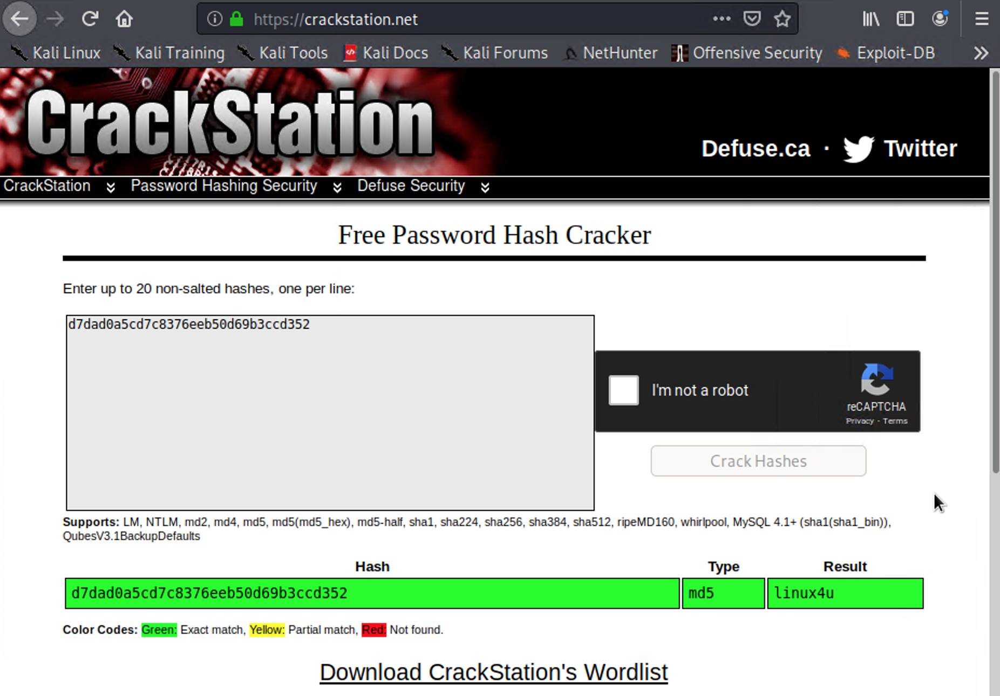 https://crackstation.net
Kali Linux Kali Training Kali Tools Kali Docs Kali Forums NetHunter Offensive Security Exploit-DB
CrackStation
Defuse.ca · Twitter
CrackStation Password Hashing Security Defuse Security
Free Password Hash Cracker
Enter up to 20 non-salted hashes, one per line:
d7dad0a5cd7c8376eeb50d69b3ccd352
I'm not a robot
reCAPTCHA
Privacy - Terms
Crack Hashes
Supports: LM, NTLM, md2, md4, md5, md5(md5_hex), md5-half, sha1, sha224, sha256, sha384, sha512, ripeMD160, whirlpool, MySQL 4.1+ (sha1(sha1_bin)),
QubesV3.1BackupDefaults
Hash Type Result
d7dad0a5cd7c8376eeb50d69b3ccd352 md5 linux4u
Color Codes: Green: Exact match, Yellow: Partial match, Red: Not found.
Download CrackStation's Wordlist